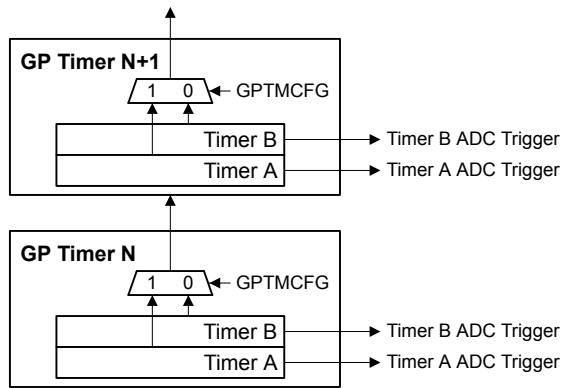 GP Timer N+1
1 0 GPTMCFG
Timer B Timer B ADC Trigger
Timer A Timer A ADC Trigger
GP Timer N
1 0 GPTMCFG
Timer B Timer B ADC Trigger
Timer A Timer A ADC Trigger